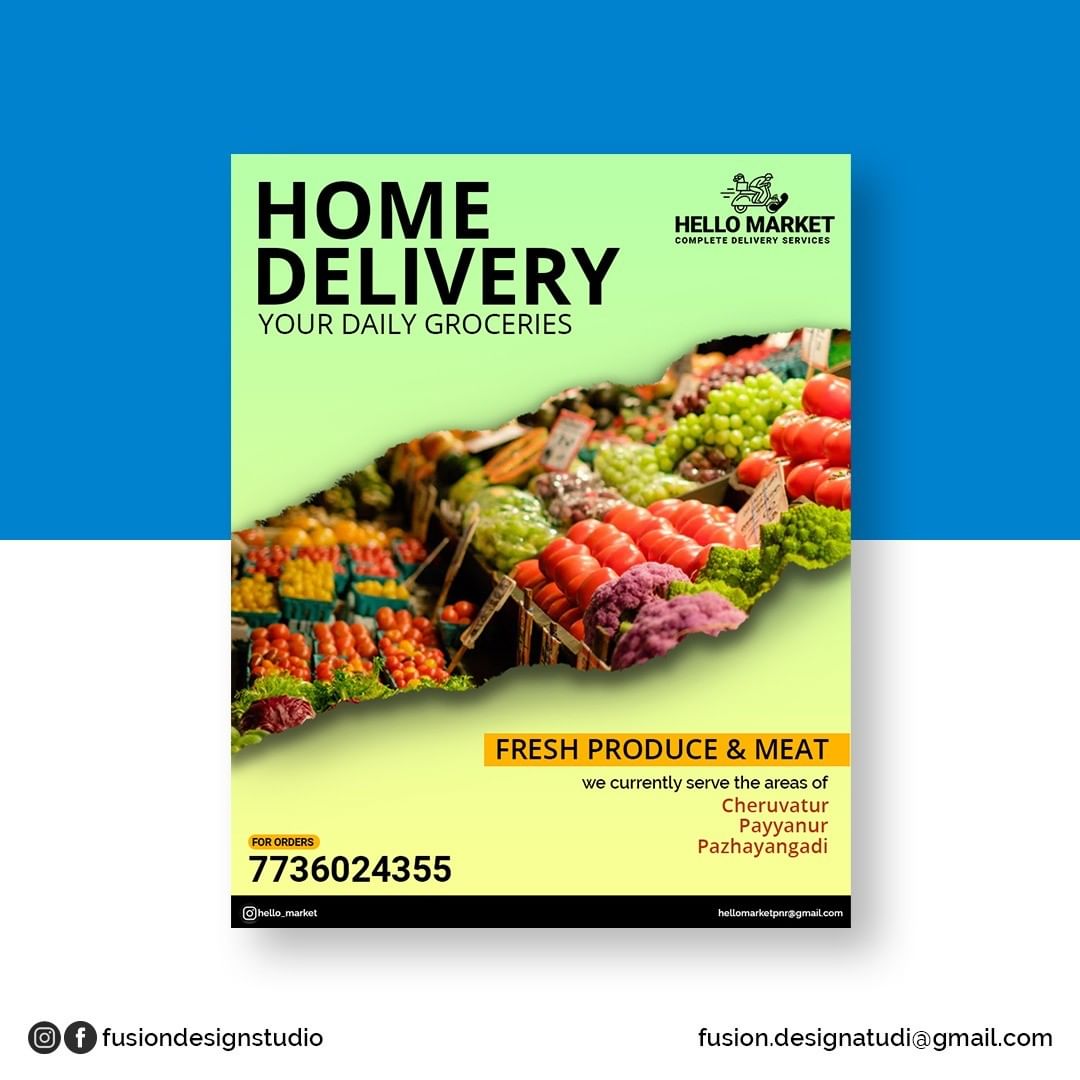 HOME
DELIVERY
YOUR DAILY GROCERIES
HELLO MARKET
COMPLETE DELIVERY SERVICES
FRESH PRODUCE & MEAT
we currently serve the areas of
Cheruvatur
Payyanur
Pazhayangadi
FOR ORDERS
7736024355
hello_market
hellomarketpnr@gmail.com
fusiondesignstudio
fusion.designatudi@gmail.com